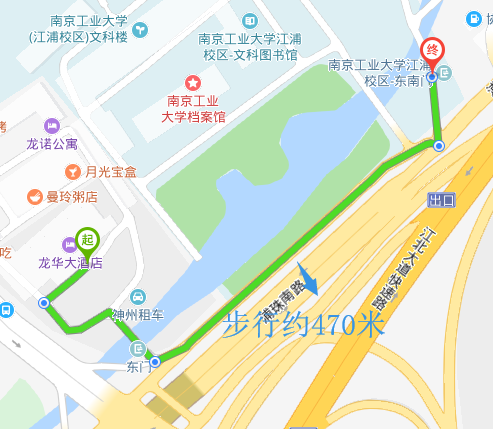 南京工业大学
(江浦校区)文科楼
南京工业大学江浦
校区-文科图书馆
协
终
南京工业大学江浦
校区-东南门
南京工业
大学档案馆
烤
龙诺公寓
月光宝盒
曼玲粥店
出口
吃
起
龙华大酒店
江北大道快速路
浦珠南路
神州租车
步行约470米
东门